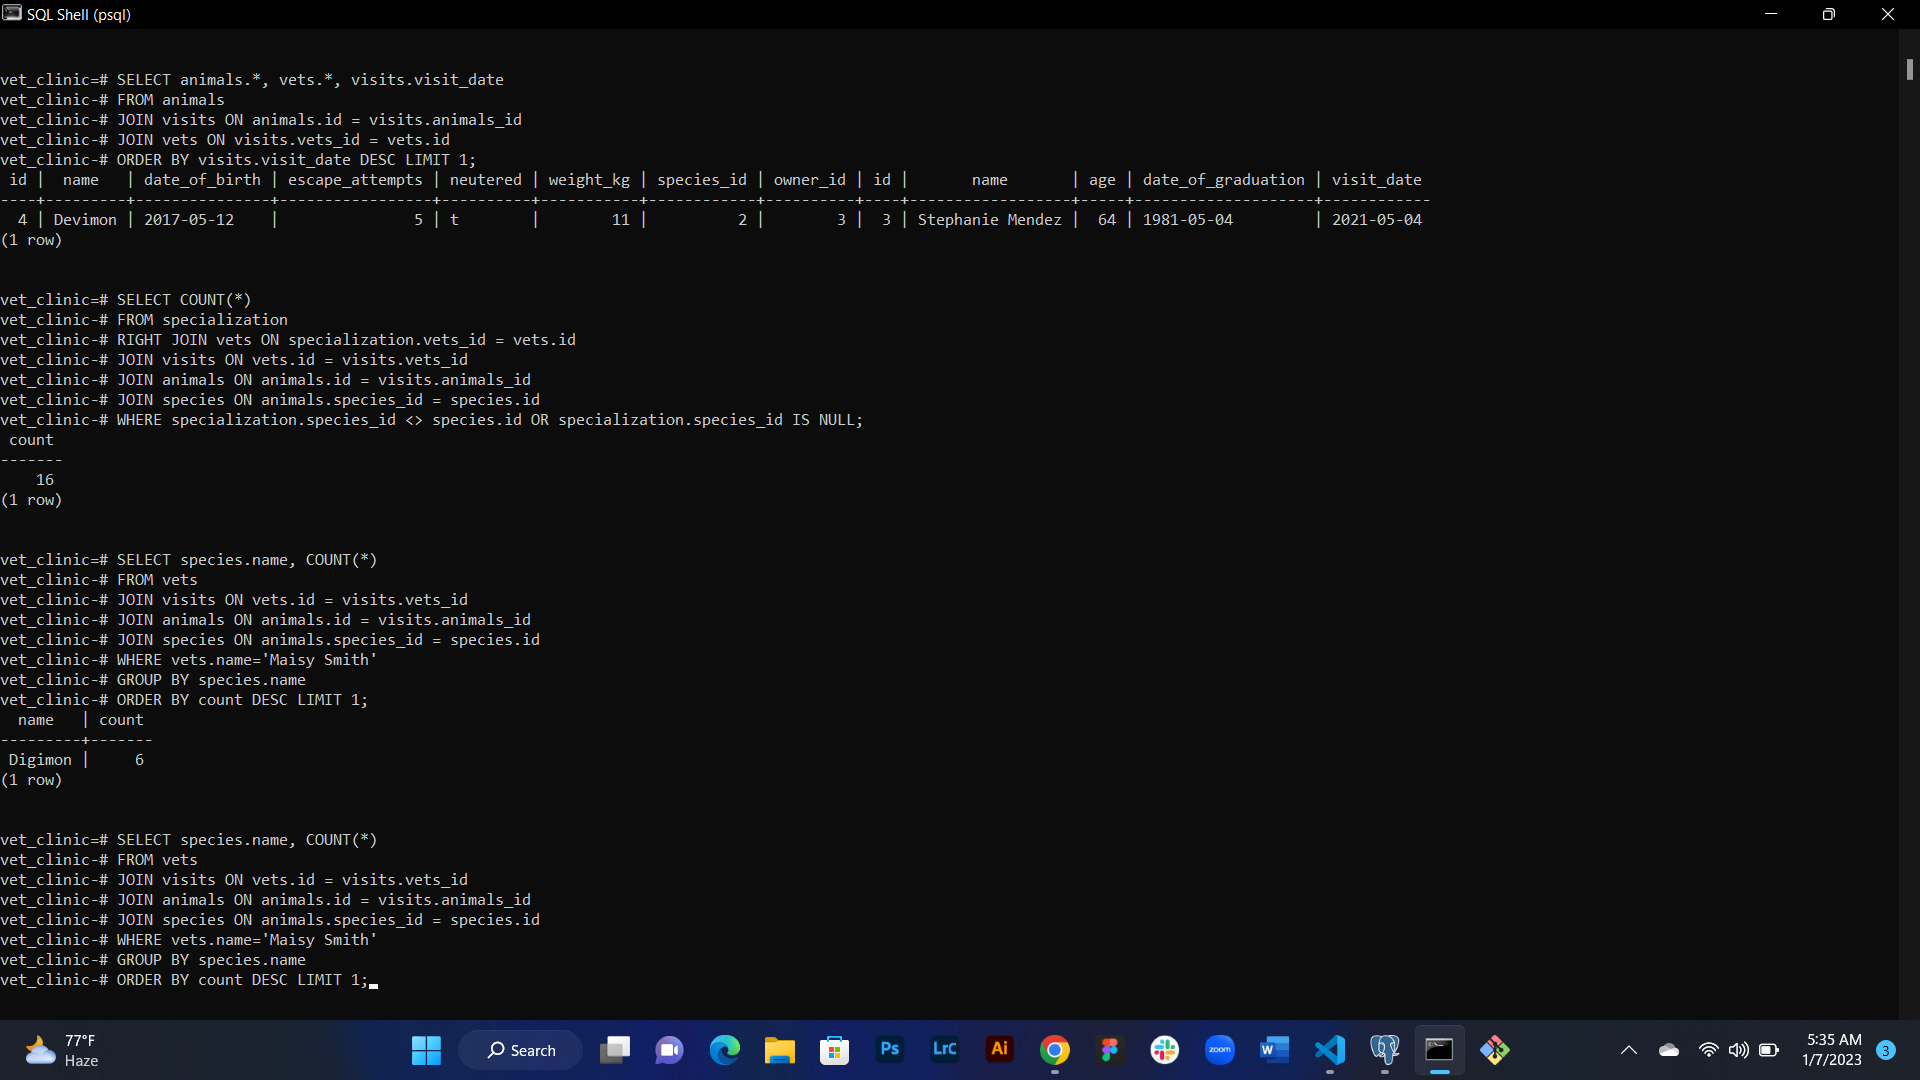 SQL Shell (psql)
vet_clinic=# SELECT animals.*, vets.*, visits.visit_date
vet_clinic-# FROM animals
vet_clinic-# JOIN visits ON animals.id = visits.animals_id
vet_clinic-# JOIN vets ON visits.vets_id = vets.id
vet_clinic-# ORDER BY visits.visit_date DESC LIMIT 1;
 id |  name   | date_of_birth | escape_attempts | neutered | weight_kg | species_id | owner_id | id |       name       | age | date_of_graduation | visit_date
----+---------+---------------+-----------------+----------+-----------+------------+----------+----+------------------+-----+--------------------+------------
  4 | Devimon | 2017-05-12    |               5 | t        |        11 |          2 |        3 |  3 | Stephanie Mendez |  64 | 1981-05-04         | 2021-05-04
(1 row)
vet_clinic=# SELECT COUNT(*)
vet_clinic-# FROM specialization
vet_clinic-# RIGHT JOIN vets ON specialization.vets_id = vets.id
vet_clinic-# JOIN visits ON vets.id = visits.vets_id
vet_clinic-# JOIN animals ON animals.id = visits.animals_id
vet_clinic-# JOIN species ON animals.species_id = species.id
vet_clinic-# WHERE specialization.species_id <> species.id OR specialization.species_id IS NULL;
 count
-------
    16
(1 row)
vet_clinic=# SELECT species.name, COUNT(*)
vet_clinic-# FROM vets
vet_clinic-# JOIN visits ON vets.id = visits.vets_id
vet_clinic-# JOIN animals ON animals.id = visits.animals_id
vet_clinic-# JOIN species ON animals.species_id = species.id
vet_clinic-# WHERE vets.name='Maisy Smith'
vet_clinic-# GROUP BY species.name
vet_clinic-# ORDER BY count DESC LIMIT 1;
  name   | count
---------+-------
 Digimon |     6
(1 row)
vet_clinic=# SELECT species.name, COUNT(*)
vet_clinic-# FROM vets
vet_clinic-# JOIN visits ON vets.id = visits.vets_id
vet_clinic-# JOIN animals ON animals.id = visits.animals_id
vet_clinic-# JOIN species ON animals.species_id = species.id
vet_clinic-# WHERE vets.name='Maisy Smith'
vet_clinic-# GROUP BY species.name
vet_clinic-# ORDER BY count DESC LIMIT 1;
77°F
Haze
Search
Ps
LrC
Ai
zoom
W
5:35 AM
1/7/2023
3